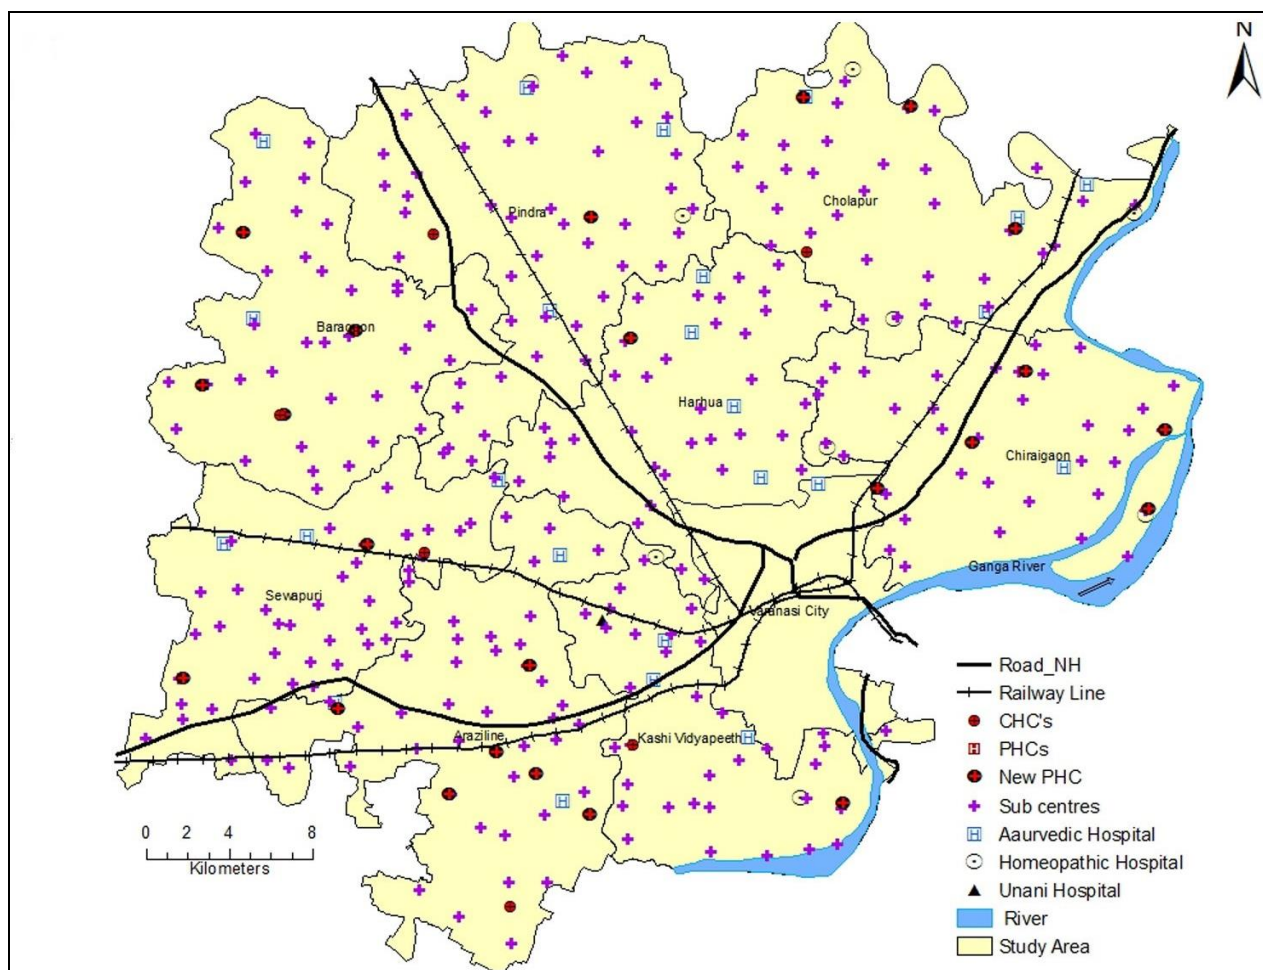 N
Pindra
Cholapur
Baragaon
Harhua
Chiraigaon
Ganga River
Sewapuri
Varanasi City
Araziline
Kashi Vidyapeeth
0 2 4 8
Kilometers
Road_NH
Railway Line
CHC's
PHCs
New PHC
Sub centres
Aaurvedic Hospital
Homeopathic Hospital
Unani Hospital
River
Study Area